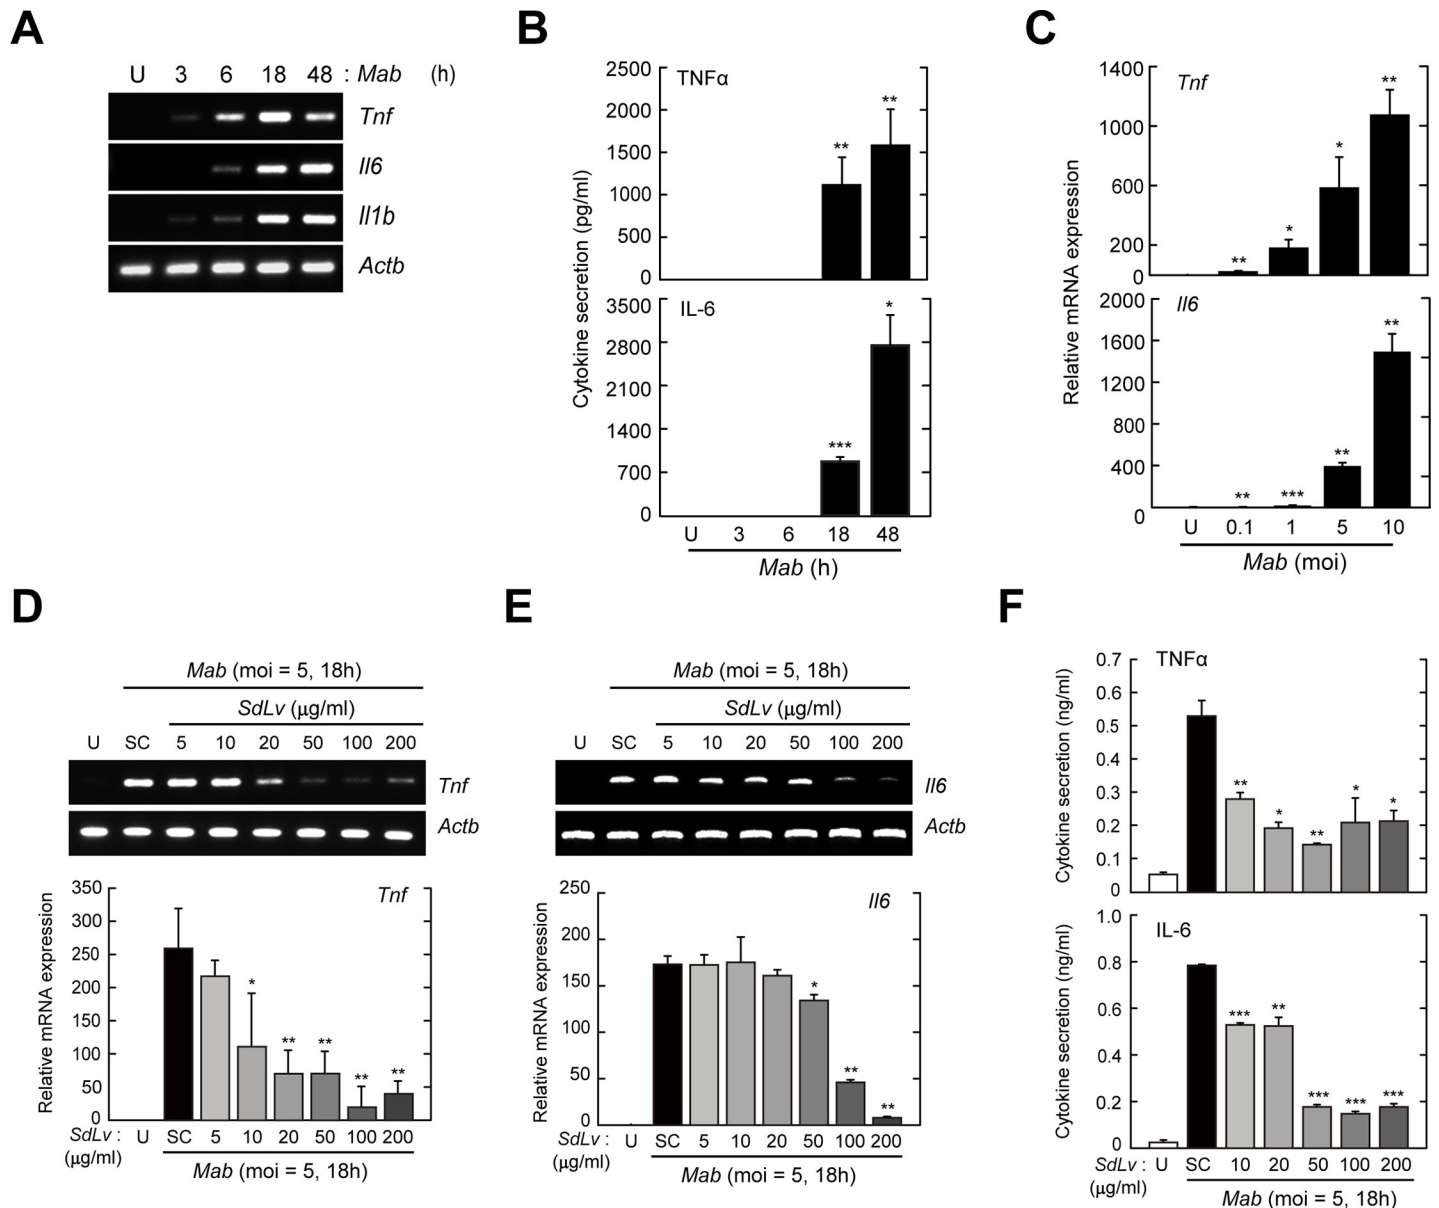 A
U 3 6 18 48 : Mab (h)
Tnf
Il6
Il1b
Actb
B
Cytokine secretion (pg/ml)
TNFα
2500
2000
1500
1000
500
0
**
**
IL-6
3500
2800
2100
1400
700
0
***
*
U 3 6 18 48
Mab (h)
C
Relative mRNA expression
Tnf
1400
1000
600
200
0
**
*
*
**
Il6
2000
1600
1200
800
400
0
**
***
**
**
U 0.1 1 5 10
Mab (moi)
D
Mab (moi = 5, 18h)
SdLv (μg/ml)
U SC 5 10 20 50 100 200
Tnf
Actb
Relative mRNA expression
Tnf
350
300
250
200
150
100
50
0
*
**
**
**
**
SdLv : U SC 5 10 20 50 100 200
(μg/ml)
Mab (moi = 5, 18h)
E
Mab (moi = 5, 18h)
SdLv (μg/ml)
U SC 5 10 20 50 100 200
Il6
Actb
Relative mRNA expression
Il6
250
200
150
100
50
0
*
**
**
SdLv : U SC 5 10 20 50 100 200
(μg/ml)
Mab (moi = 5, 18h)
F
Cytokine secretion (ng/ml)
TNFα
0.7
0.6
0.5
0.4
0.3
0.2
0.1
0
**
*
**
*
*
Cytokine secretion (ng/ml)
IL-6
1.0
0.8
0.6
0.4
0.2
0
***
**
***
***
***
SdLv : U SC 10 20 50 100 200
(μg/ml)
Mab (moi = 5, 18h)